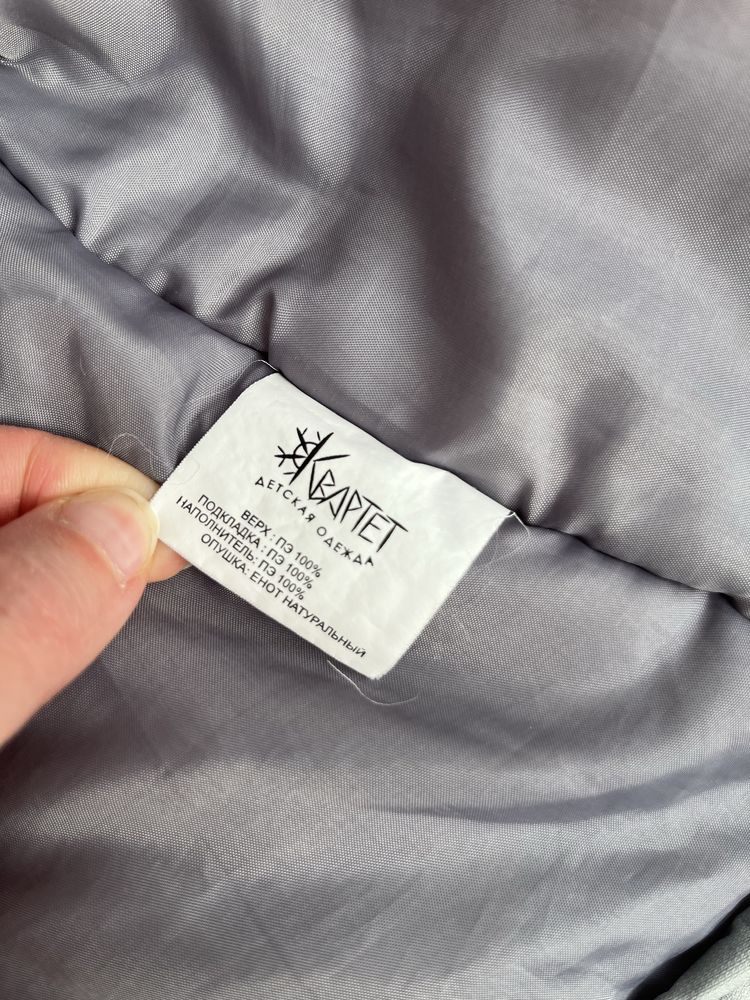 КВАРТЕТ
ДЕТСКАЯ ОДЕЖДА
ВЕРХ : ПЭ 100%
ПОДКЛАДКА : ПЭ 100%
НАПОЛНИТЕЛЬ: ПЭ 100%
ОПУШКА: ЕНОТ НАТУРАЛЬНЫЙ